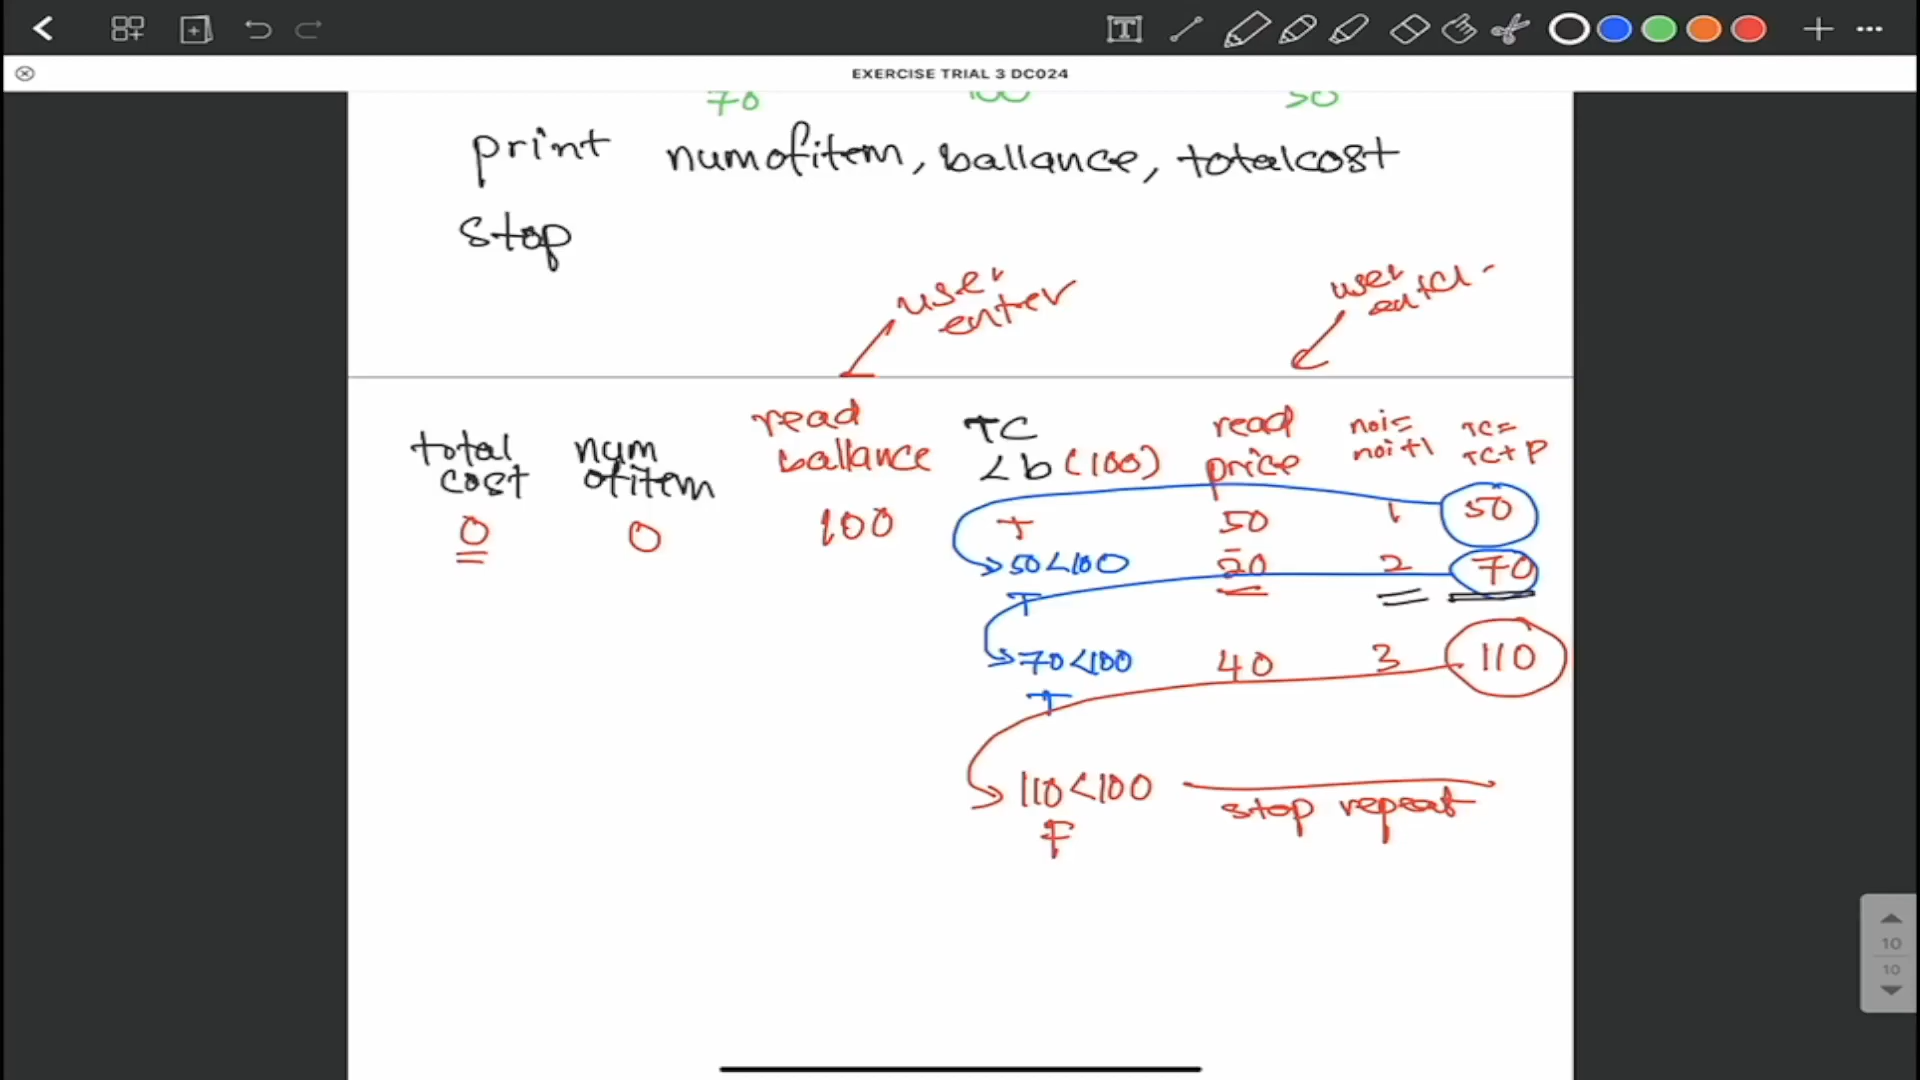 EXERCISE TRIAL 3 DC024
70 100
print numofitem, ballance, totalcost
stop
user enter
user
total cost
num ofitem
read ballance
TC < b (100)
read price
noi = noi+1
TC = TC + P
0 0 100 T 50 1 50
50<100 20 2 70
T
70<100 40 3 110
T
110<100 stop repeat
F
10
10